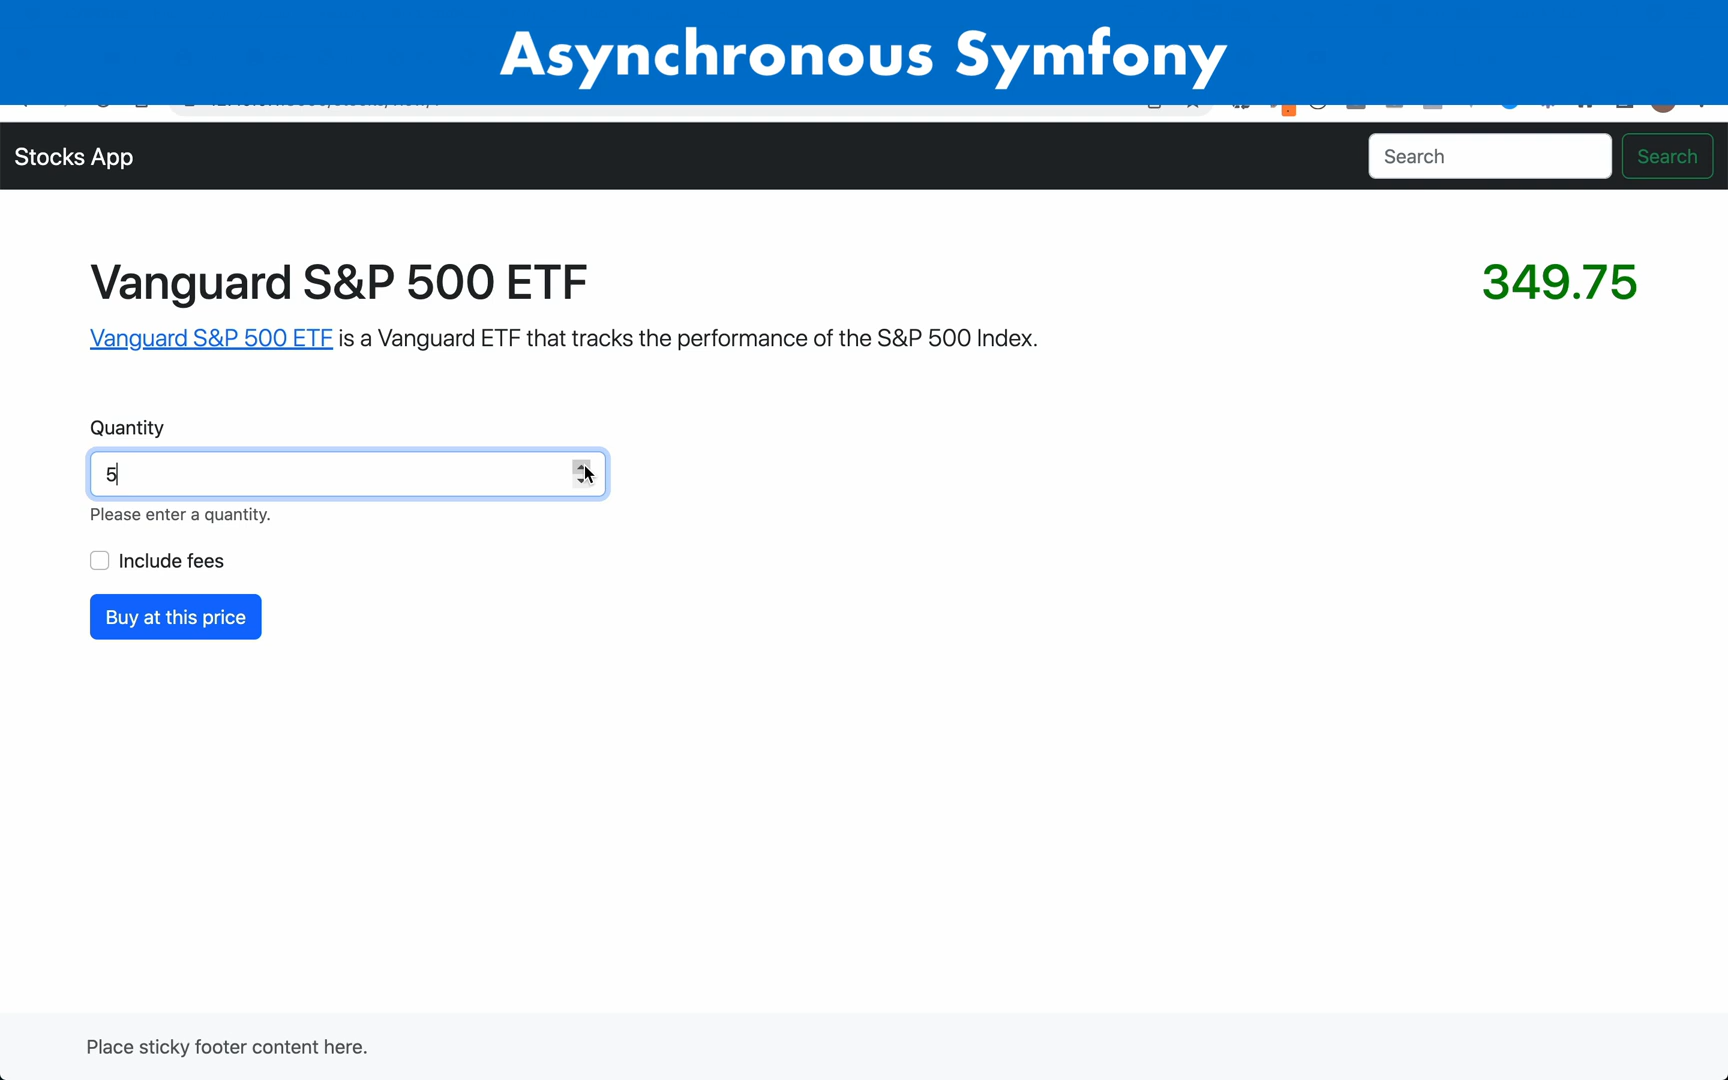 Asynchronous Symfony
Stocks App
Search
Search
Vanguard S&P 500 ETF
349.75
Vanguard S&P 500 ETF is a Vanguard ETF that tracks the performance of the S&P 500 Index.
Quantity
5
Please enter a quantity.
Include fees
Buy at this price
Place sticky footer content here.